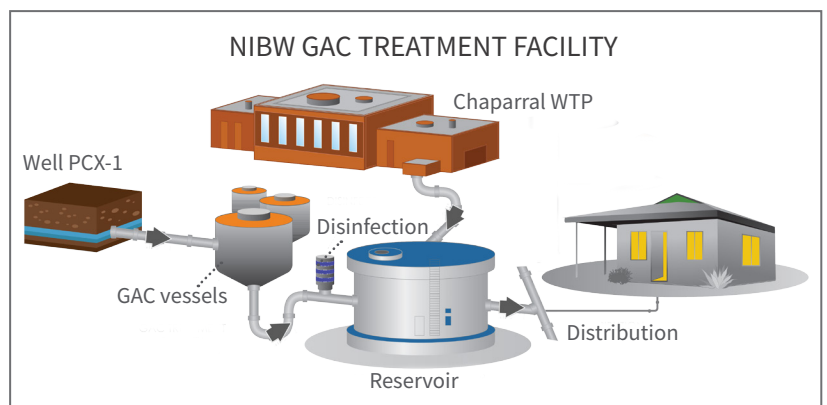 NIBW GAC TREATMENT FACILITY
Chaparral WTP
Well PCX-1
Disinfection
GAC vessels
Distribution
Reservoir